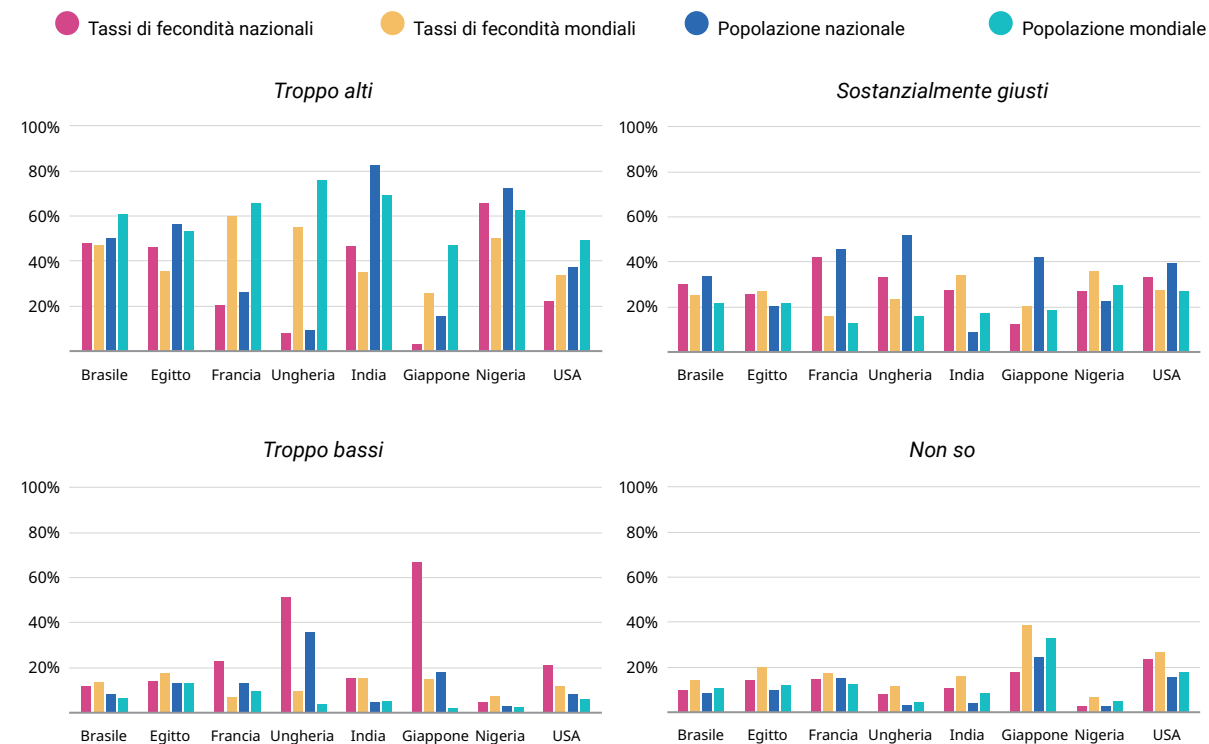 Tassi di fecondità nazionali Tassi di fecondità mondiali Popolazione nazionale Popolazione mondiale
Troppo alti
100%
80%
60%
40%
20%
Brasile Egitto Francia Ungheria India Giappone Nigeria USA
Sostanzialmente giusti
100%
80%
60%
40%
20%
Brasile Egitto Francia Ungheria India Giappone Nigeria USA
Troppo bassi
100%
80%
60%
40%
20%
Brasile Egitto Francia Ungheria India Giappone Nigeria USA
Non so
100%
80%
60%
40%
20%
Brasile Egitto Francia Ungheria India Giappone Nigeria USA